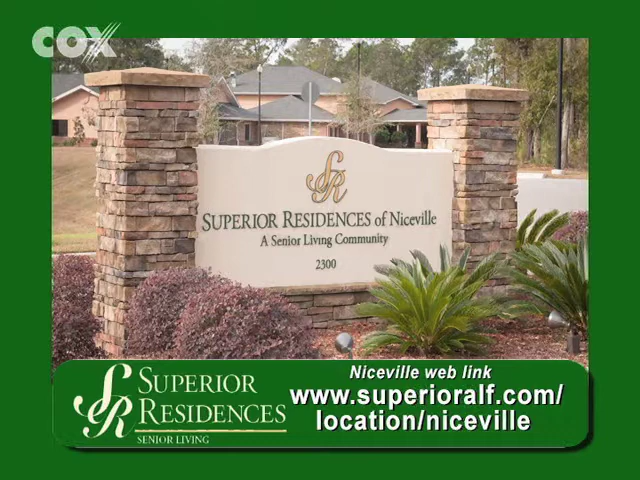 COX
SR
SUPERIOR RESIDENCES of Niceville
A Senior Living Community
2300
SR
SUPERIOR
RESIDENCES
SENIOR LIVING
Niceville web link
www.superioralf.com/
location/niceville